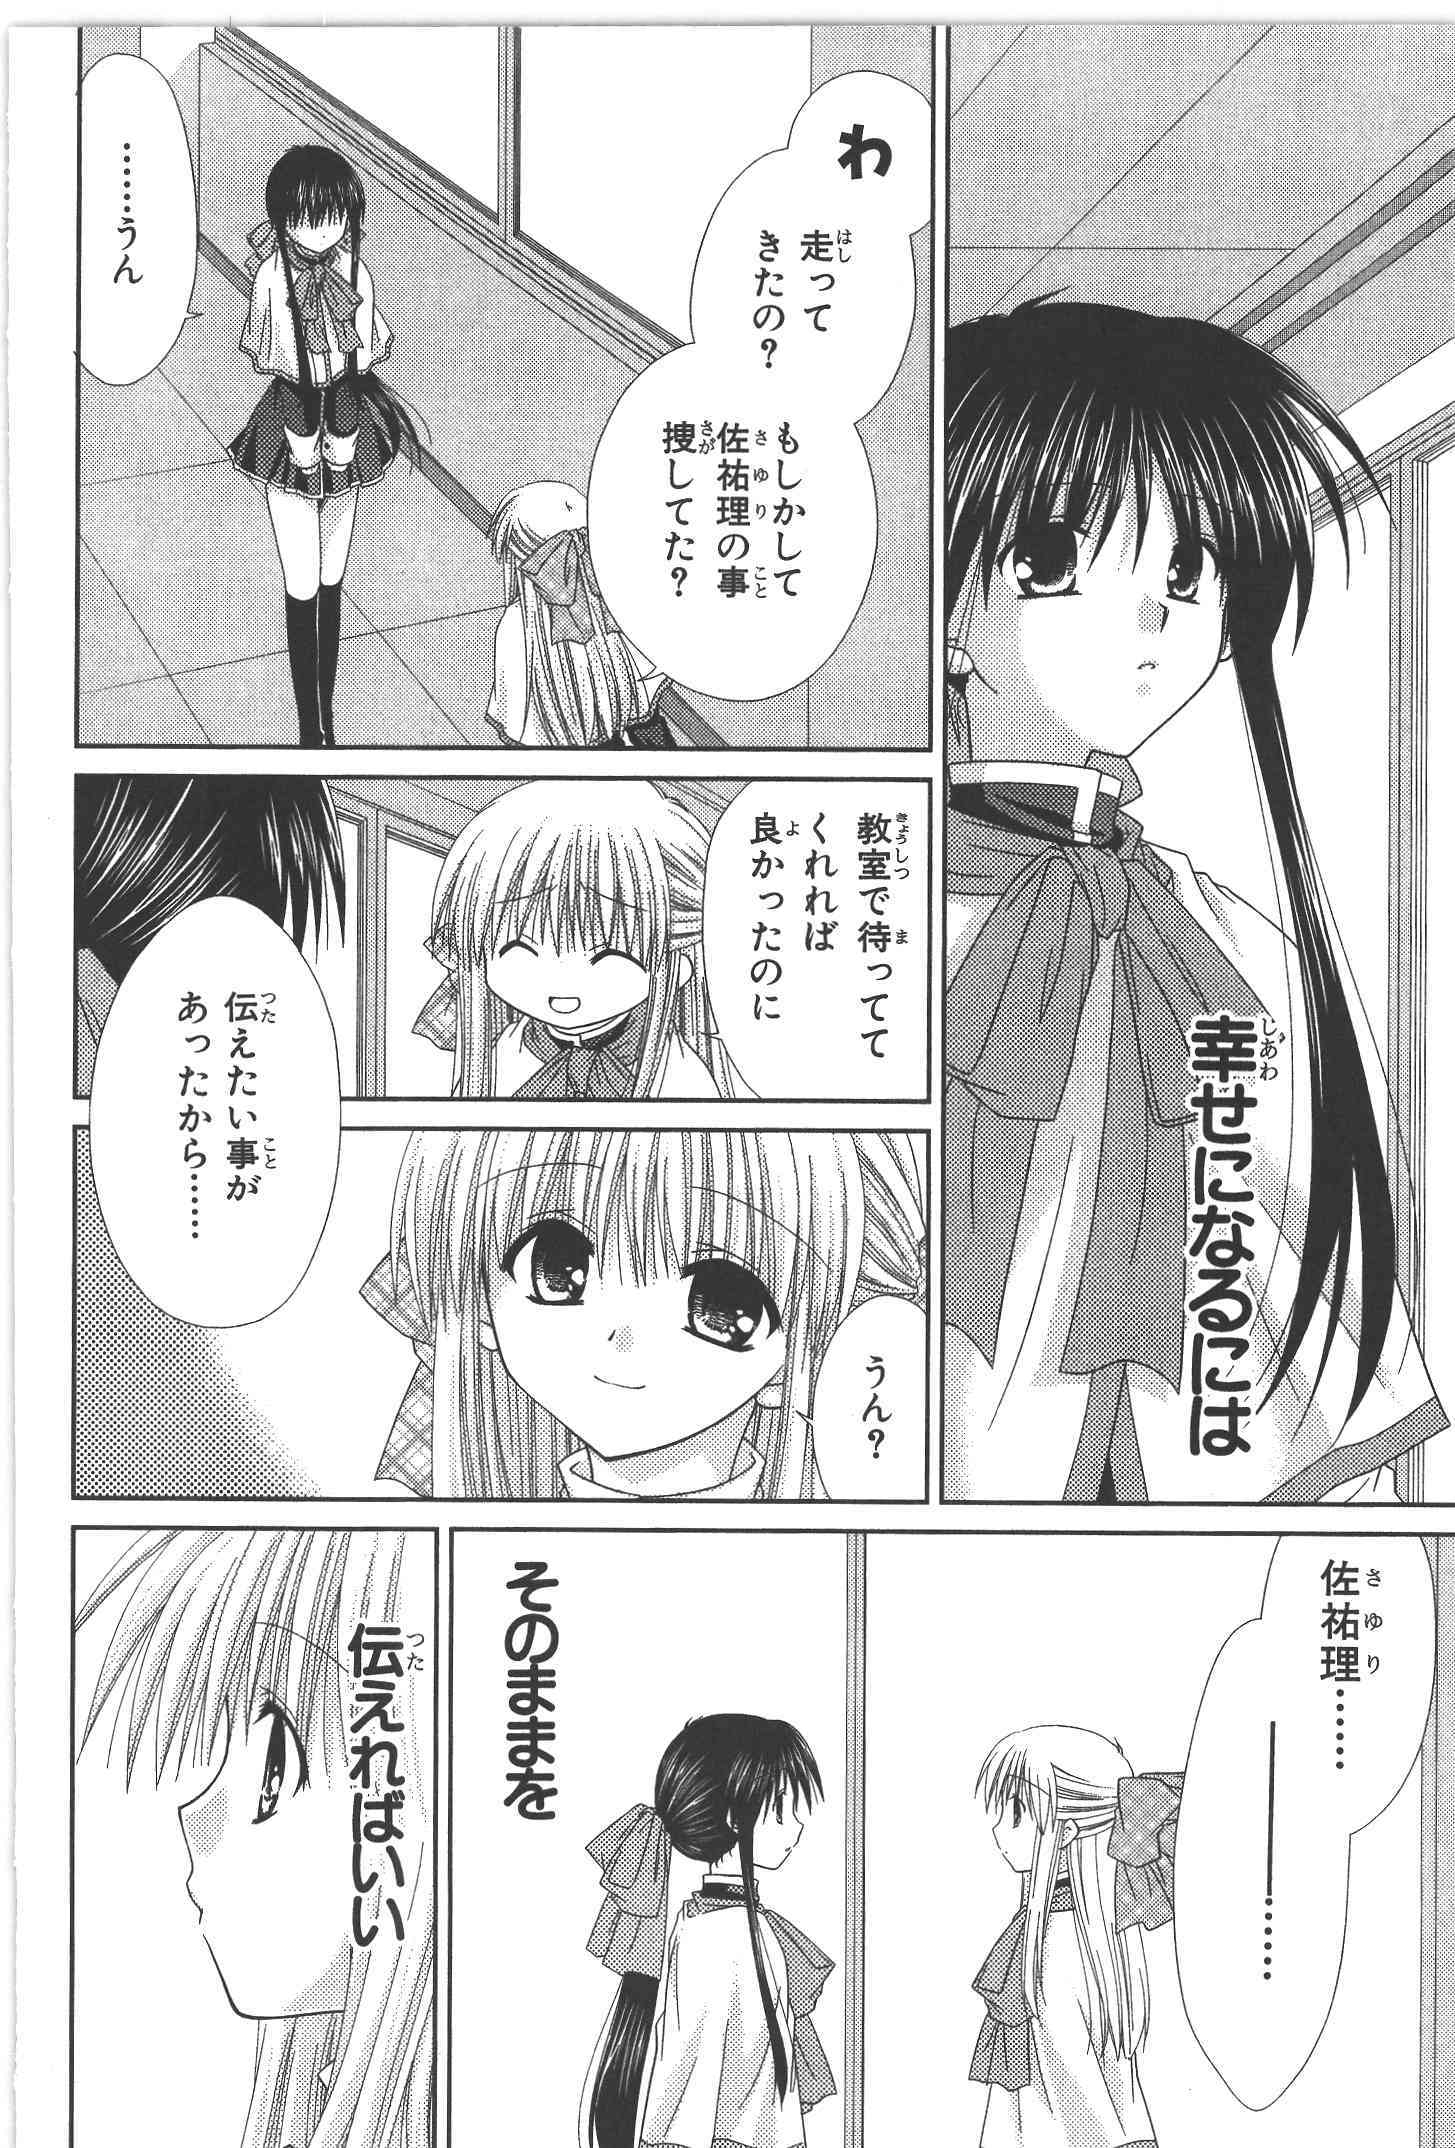 幸せになるには
わ
走って
きたの？
もしかして
佐祐理の事
捜してた？
……うん
教室で待ってて
くれれば
良かったのに
伝えたい事が
あったから……
うん？
佐祐理……
――……
そのままを
伝えればいい